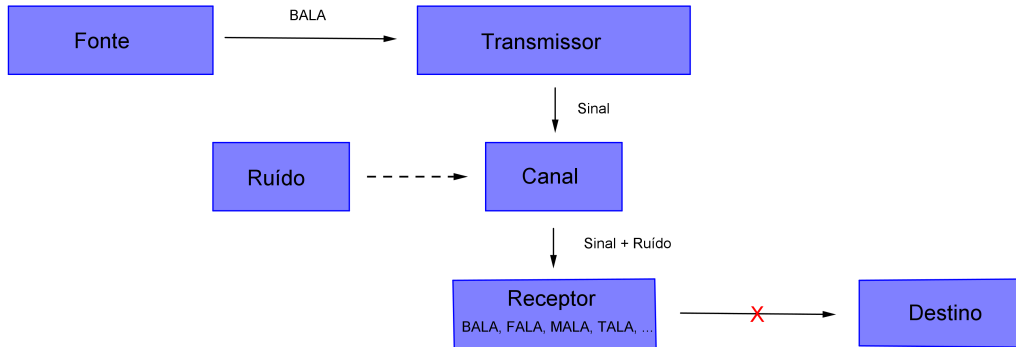 BALA
Fonte
Transmissor
Sinal
Ruído
Canal
Sinal + Ruído
Receptor
BALA, FALA, MALA, TALA, ...
X
Destino